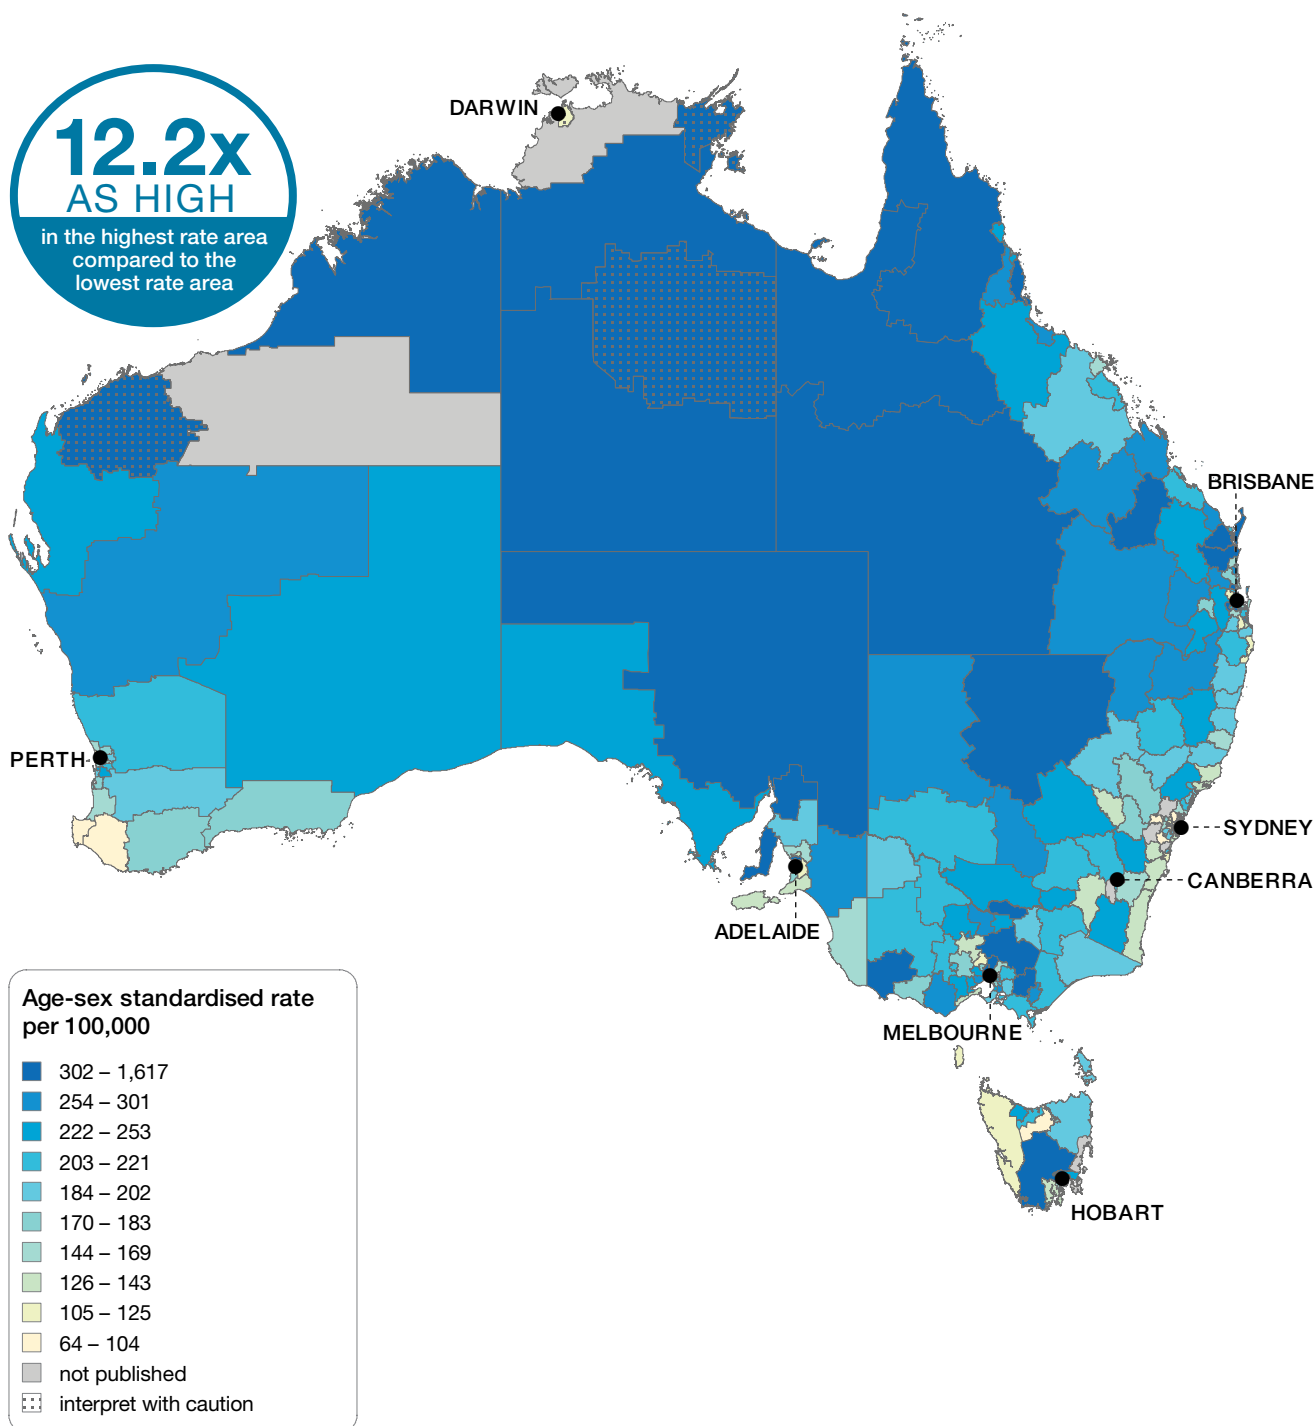 12.2x
AS HIGH
in the highest rate area
compared to the
lowest rate area
DARWIN
BRISBANE
PERTH
SYDNEY
CANBERRA
ADELAIDE
MELBOURNE
HOBART
Age-sex standardised rate
per 100,000
302 – 1,617
254 – 301
222 – 253
203 – 221
184 – 202
170 – 183
144 – 169
126 – 143
105 – 125
64 – 104
not published
interpret with caution